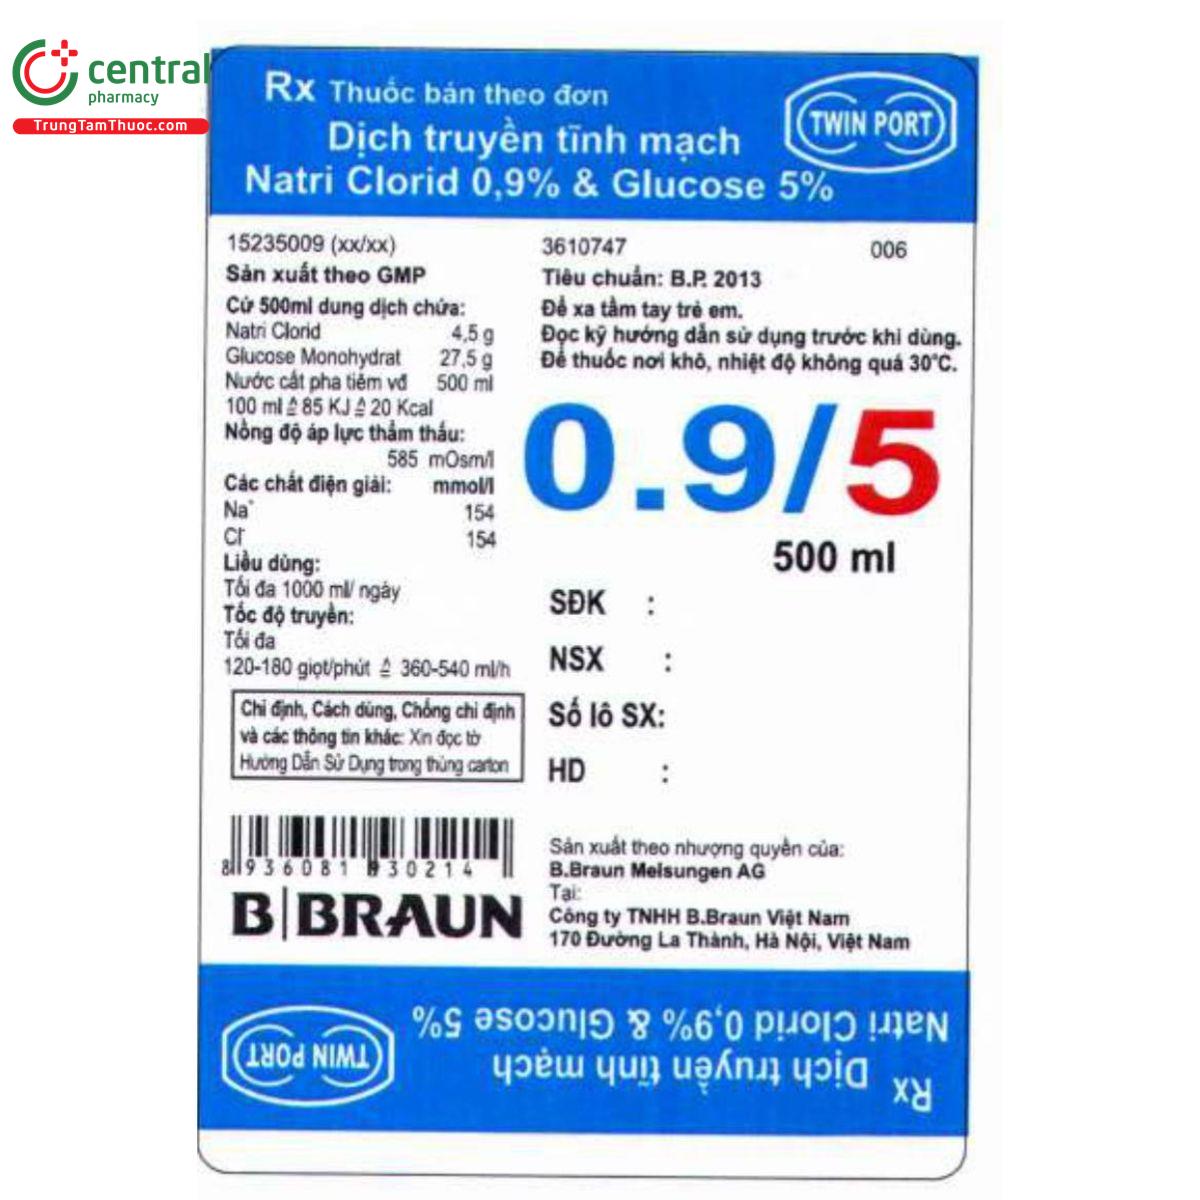 central
pharmacy
TrungTamThuoc.com
Rx Thuốc bán theo đơn
Dịch truyền tĩnh mạch
Natri Clorid 0,9% & Glucose 5%
TWIN PORT
15235009 (xx/xx)
Sản xuất theo GMP
Cứ 500ml dung dịch chứa:
Natri Clorid 4,5 g
Glucose Monohydrat 27,5 g
Nước cất pha tiêm vđ 500 ml
100 ml ≙ 85 KJ ≙ 20 Kcal
Nồng độ áp lực thẩm thấu:
585 mOsm/l
Các chất điện giải: mmol/l
Na⁺ 154
Cl⁻ 154
Liều dùng:
Tối đa 1000 ml/ ngày
Tốc độ truyền:
Tối đa
120-180 giọt/phút ≙ 360-540 ml/h
Chỉ định, Cách dùng, Chống chỉ định
và các thông tin khác: Xin đọc tờ
Hướng Dẫn Sử Dụng trong thùng carton
8 936081 930214
B|BRAUN
3610747 006
Tiêu chuẩn: B.P. 2013
Để xa tầm tay trẻ em.
Đọc kỹ hướng dẫn sử dụng trước khi dùng.
Để thuốc nơi khô, nhiệt độ không quá 30°C.
0.9/5
500 ml
SĐK :
NSX :
Số lô SX:
HD :
Sản xuất theo nhượng quyền của:
B.Braun Melsungen AG
Tại:
Công ty TNHH B.Braun Việt Nam
170 Đường La Thành, Hà Nội, Việt Nam
Rx Dịch truyền tĩnh mạch
Natri Clorid 0,9% & Glucose 5%
TWIN PORT